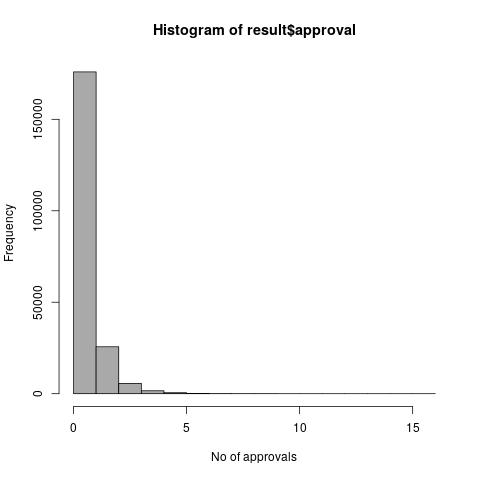 Histogram of result$approval
Frequency
150000
100000
50000
0
0 5 10 15
No of approvals